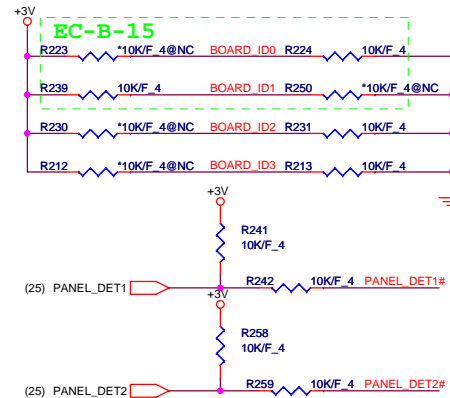 +3V
EC-B-15
R223 *10K/F_4@NC BOARD_ID0 R224 10K/F_4
R239 10K/F_4 BOARD_ID1 R250 *10K/F_4@NC
R230 *10K/F_4@NC BOARD_ID2 R231 10K/F_4
R212 *10K/F_4@NC BOARD_ID3 R213 10K/F_4
+3V
R241
10K/F_4
R242 10K/F_4 PANEL_DET1#
(25) PANEL_DET1
+3V
R258
10K/F_4
R259 10K/F_4 PANEL_DET2#
(25) PANEL_DET2